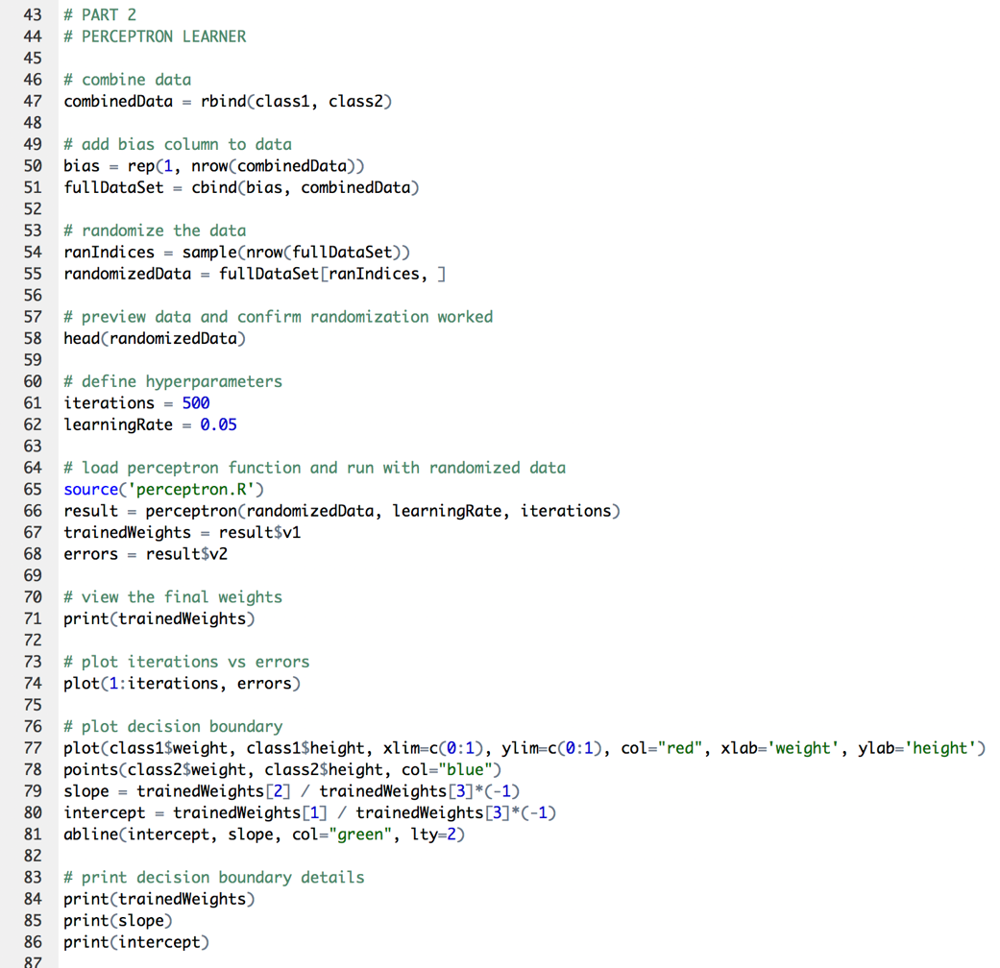 43 # PART 2
44 # PERCEPTRON LEARNER
45
46 # combine data
47 combinedData = rbind(class1, class2)
48
49 # add bias column to data
50 bias = rep(1, nrow(combinedData))
51 fullDataSet = cbind(bias, combinedData)
52
53 # randomize the data
54 ranIndices = sample(nrow(fullDataSet))
55 randomizedData = fullDataSet[ranIndices, ]
56
57 # preview data and confirm randomization worked
58 head(randomizedData)
59
60 # define hyperparameters
61 iterations = 500
62 learningRate = 0.05
63
64 # load perceptron function and run with randomized data
65 source('perceptron.R')
66 result = perceptron(randomizedData, learningRate, iterations)
67 trainedWeights = result$v1
68 errors = result$v2
69
70 # view the final weights
71 print(trainedWeights)
72
73 # plot iterations vs errors
74 plot(1:iterations, errors)
75
76 # plot decision boundary
77 plot(class1$weight, class1$height, xlim=c(0:1), ylim=c(0:1), col="red", xlab='weight', ylab='height')
78 points(class2$weight, class2$height, col="blue")
79 slope = trainedWeights[2] / trainedWeights[3]*(-1)
80 intercept = trainedWeights[1] / trainedWeights[3]*(-1)
81 abline(intercept, slope, col="green", lty=2)
82
83 # print decision boundary details
84 print(trainedWeights)
85 print(slope)
86 print(intercept)
87